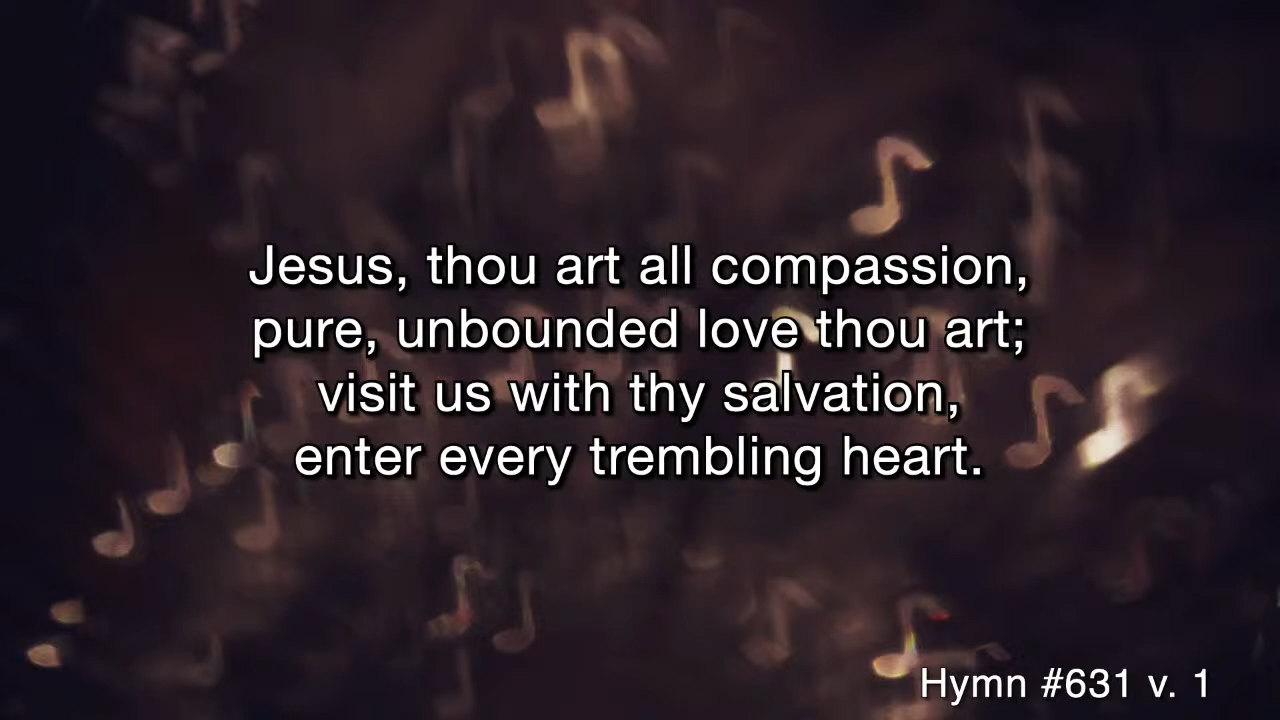 Jesus, thou art all compassion,
pure, unbounded love thou art;
visit us with thy salvation,
enter every trembling heart.
Hymn #631 v. 1